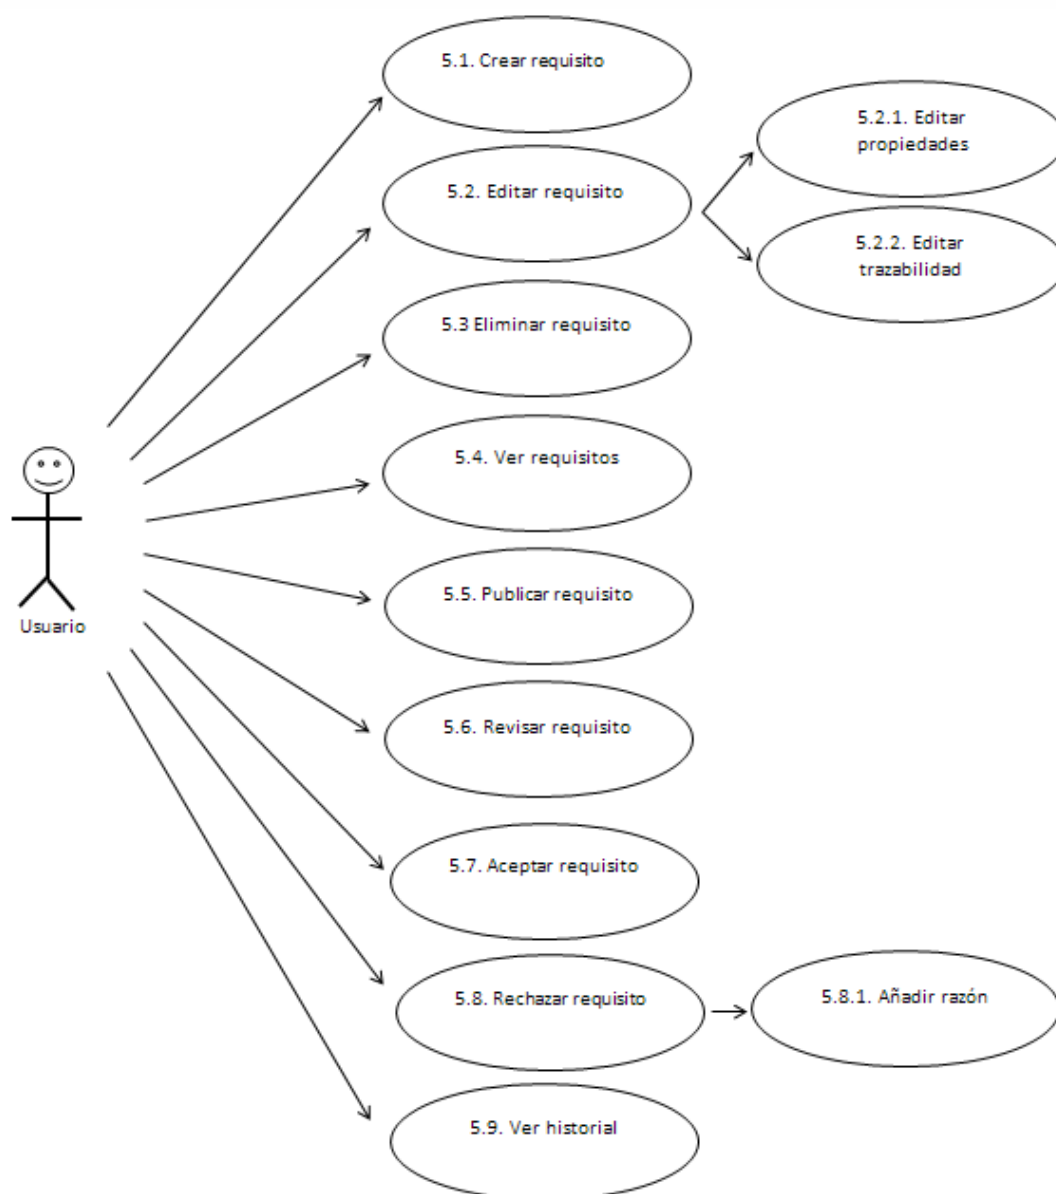 5.1. Crear requisito
5.2. Editar requisito
5.2.1. Editar
propiedades
5.2.2. Editar
trazabilidad
5.3 Eliminar requisito
5.4. Ver requisitos
5.5. Publicar requisito
Usuario
5.6. Revisar requisito
5.7. Aceptar requisito
5.8. Rechazar requisito
5.8.1. Añadir razón
5.9. Ver historial